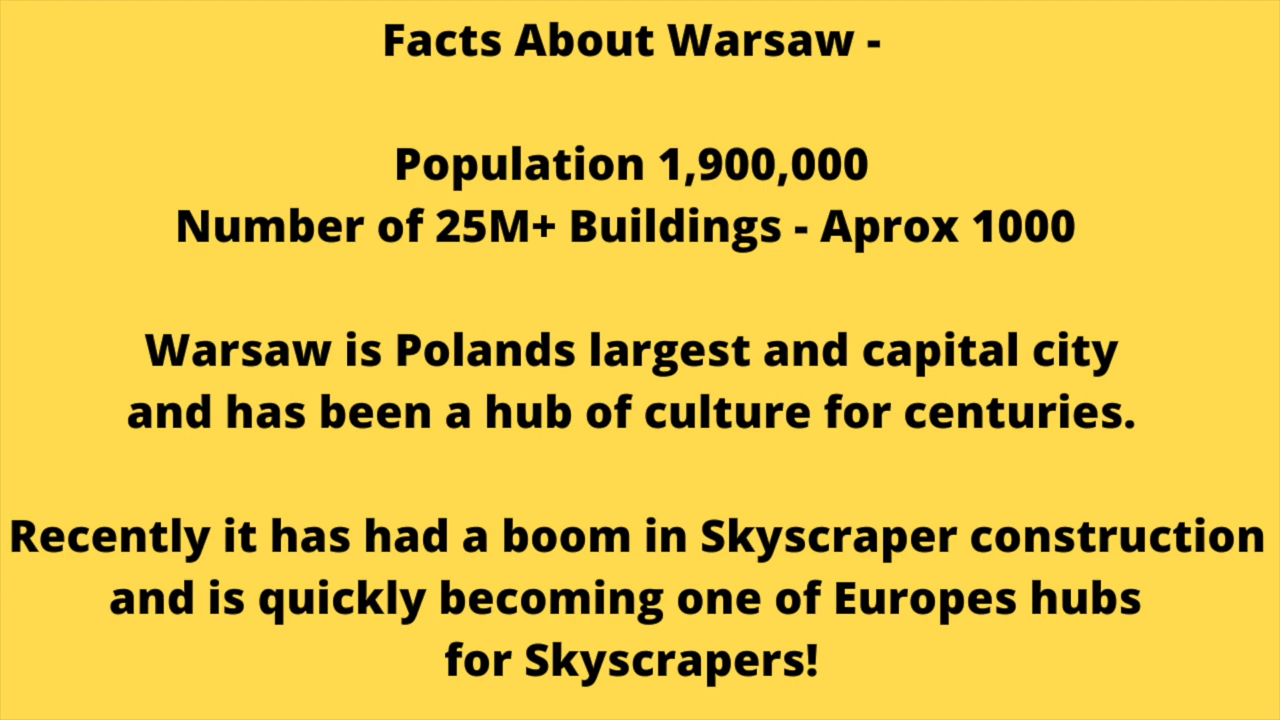 Facts About Warsaw -
Population 1,900,000
Number of 25M+ Buildings - Aprox 1000
Warsaw is Polands largest and capital city
and has been a hub of culture for centuries.
Recently it has had a boom in Skyscraper construction
and is quickly becoming one of Europes hubs
for Skyscrapers!